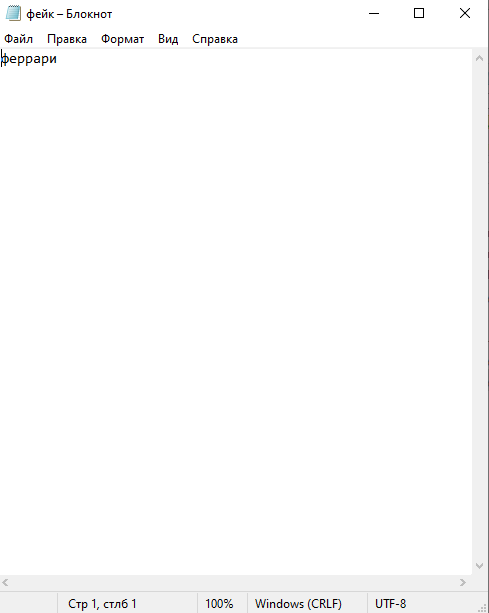 фейк – Блокнот
Файл Правка Формат Вид Справка
феррари
Стр 1, стлб 1 100% Windows (CRLF) UTF-8